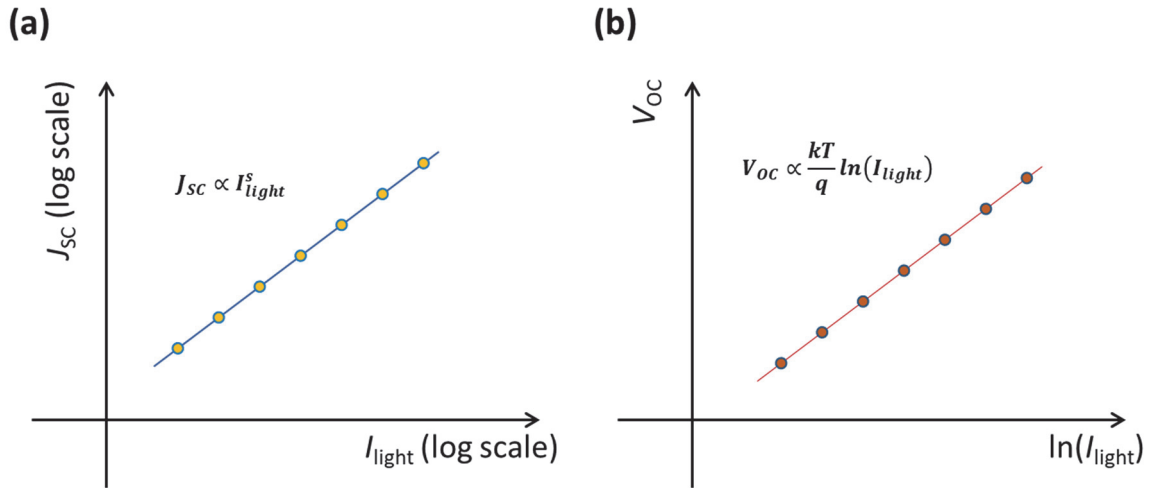 (a)
J_SC (log scale)
J_SC ∝ I^s_light
I_light (log scale)
(b)
V_OC
V_OC ∝ kT/q ln(I_light)
ln(I_light)